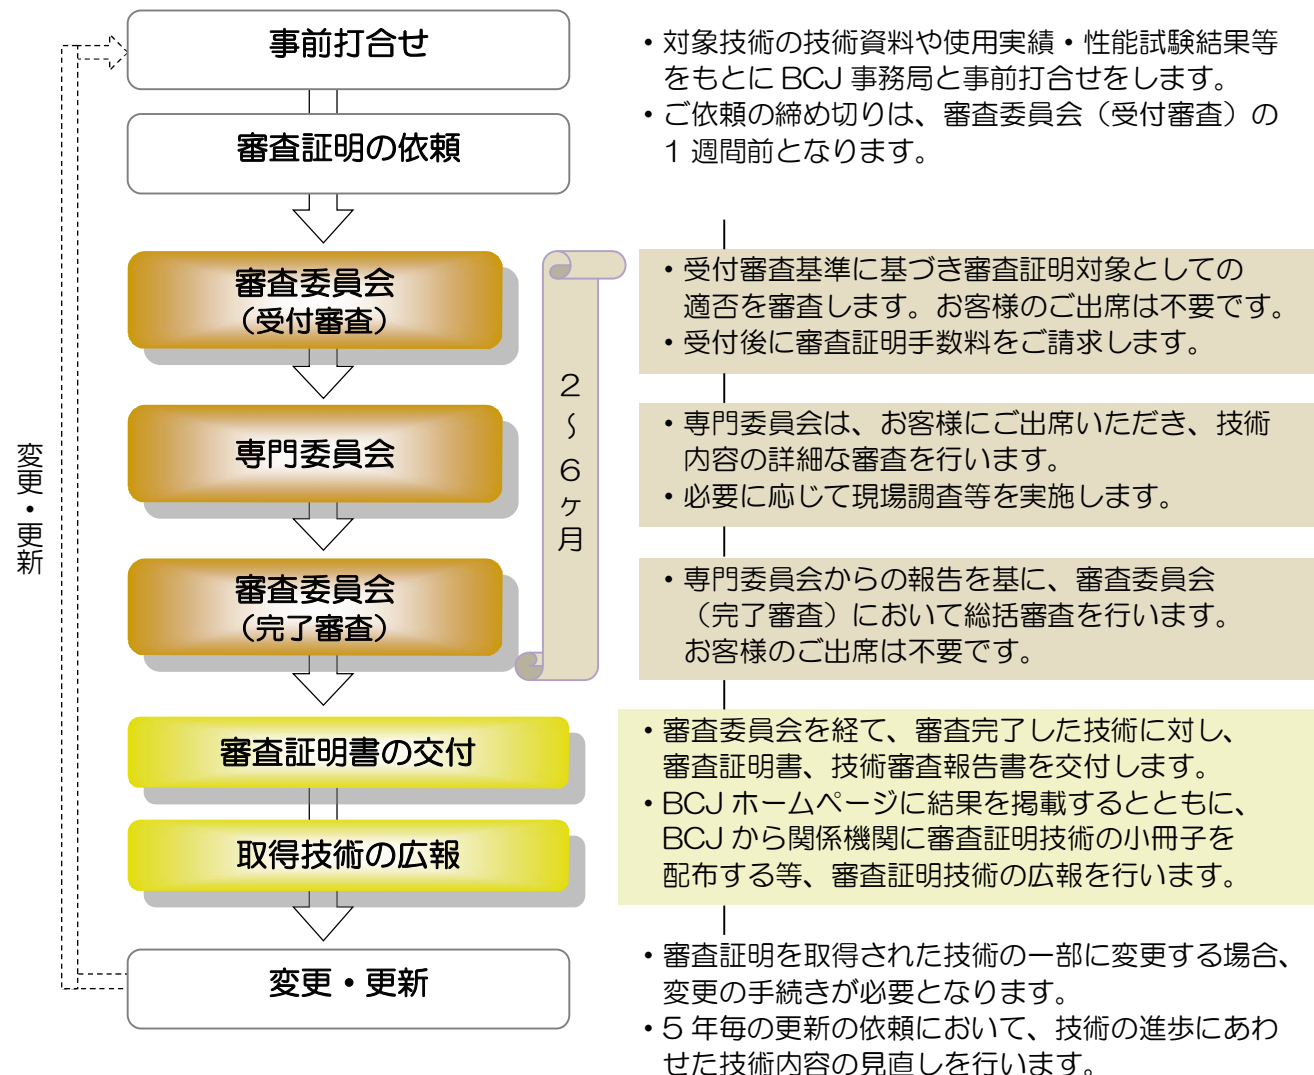 事前打合せ
・対象技術の技術資料や使用実績・性能試験結果等
をもとに BCJ 事務局と事前打合せをします。
・ご依頼の締め切りは、審査委員会（受付審査）の
1 週間前となります。
審査証明の依頼
審査委員会
（受付審査）
・受付審査基準に基づき審査証明対象としての
適否を審査します。お客様のご出席は不要です。
・受付後に審査証明手数料をご請求します。
2～6ヶ月
専門委員会
・専門委員会は、お客様にご出席いただき、技術
内容の詳細な審査を行います。
・必要に応じて現場調査等を実施します。
変更・更新
審査委員会
（完了審査）
・専門委員会からの報告を基に、審査委員会
（完了審査）において総括審査を行います。
お客様のご出席は不要です。
審査証明書の交付
・審査委員会を経て、審査完了した技術に対し、
審査証明書、技術審査報告書を交付します。
・BCJ ホームページに結果を掲載するとともに、
BCJ から関係機関に審査証明技術の小冊子を
配布する等、審査証明技術の広報を行います。
取得技術の広報
変更・更新
・審査証明を取得された技術の一部に変更する場合、
変更の手続きが必要となります。
・5 年毎の更新の依頼において、技術の進歩にあわ
せた技術内容の見直しを行います。